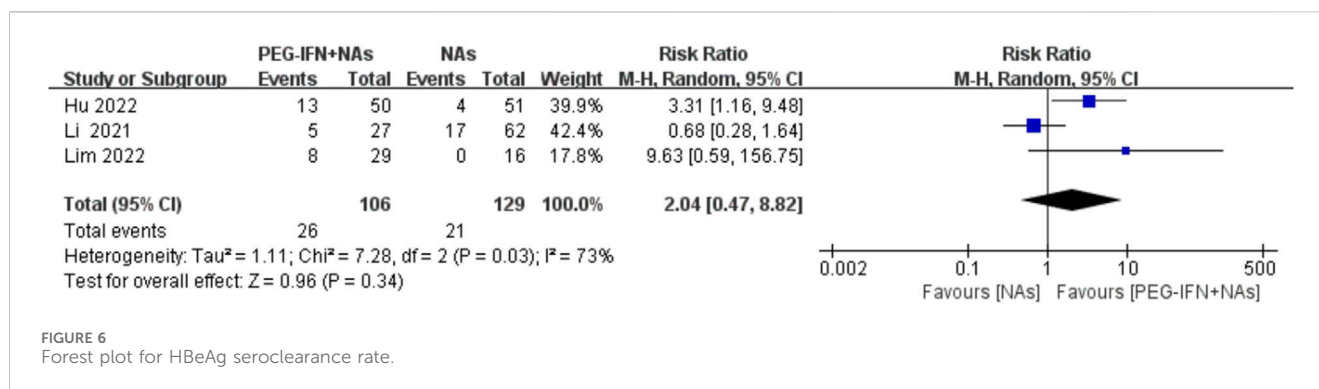 PEG-IFN+NAs NAs Risk Ratio Risk Ratio
Study or Subgroup Events Total Events Total Weight M-H, Random, 95% CI M-H, Random, 95% CI
Hu 2022 13 50 4 51 39.9% 3.31 [1.16, 9.48]
Li 2021 5 27 17 62 42.4% 0.68 [0.28, 1.64]
Lim 2022 8 29 0 16 17.8% 9.63 [0.59, 156.75]
Total (95% CI) 106 129 100.0% 2.04 [0.47, 8.82]
Total events 26 21
Heterogeneity: Tau² = 1.11; Chi² = 7.28, df = 2 (P = 0.03); I² = 73%
Test for overall effect: Z = 0.96 (P = 0.34)
0.002 0.1 1 10 500
Favours [NAs] Favours [PEG-IFN+NAs]
FIGURE 6
Forest plot for HBeAg seroclearance rate.